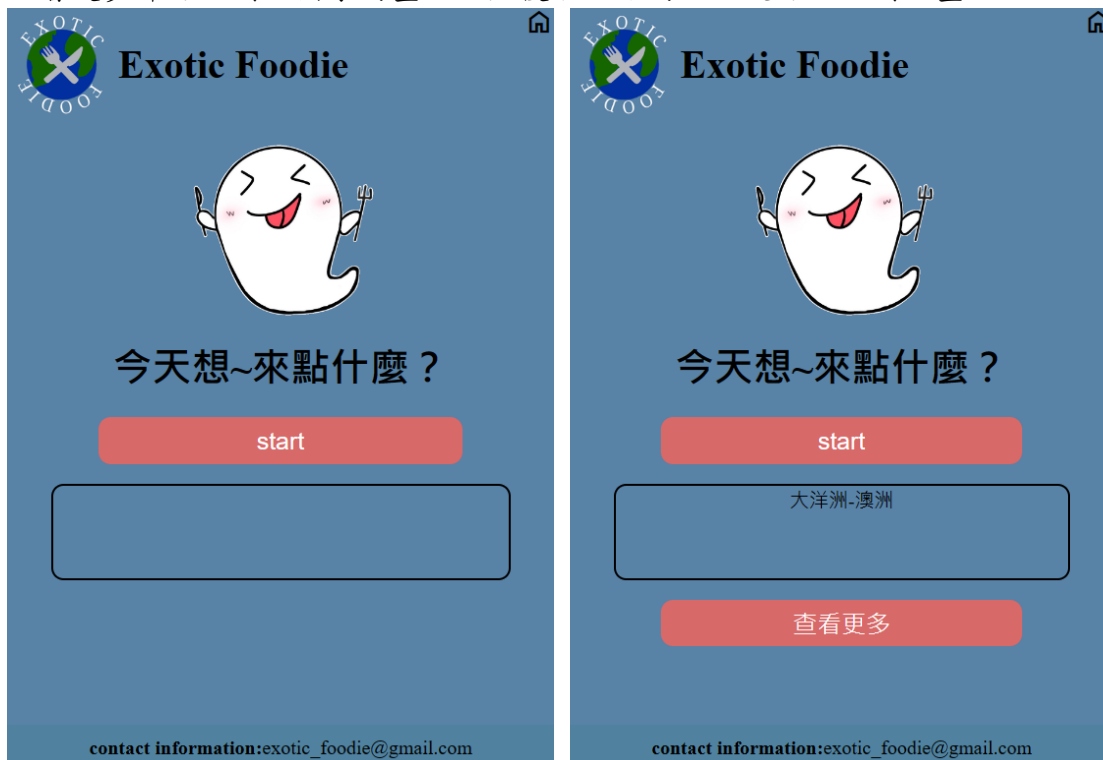 EXOTIC FOODIE
Exotic Foodie
今天想~來點什麼？
start
contact information:exotic_foodie@gmail.com
EXOTIC FOODIE
Exotic Foodie
今天想~來點什麼？
start
大洋洲-澳洲
查看更多
contact information:exotic_foodie@gmail.com